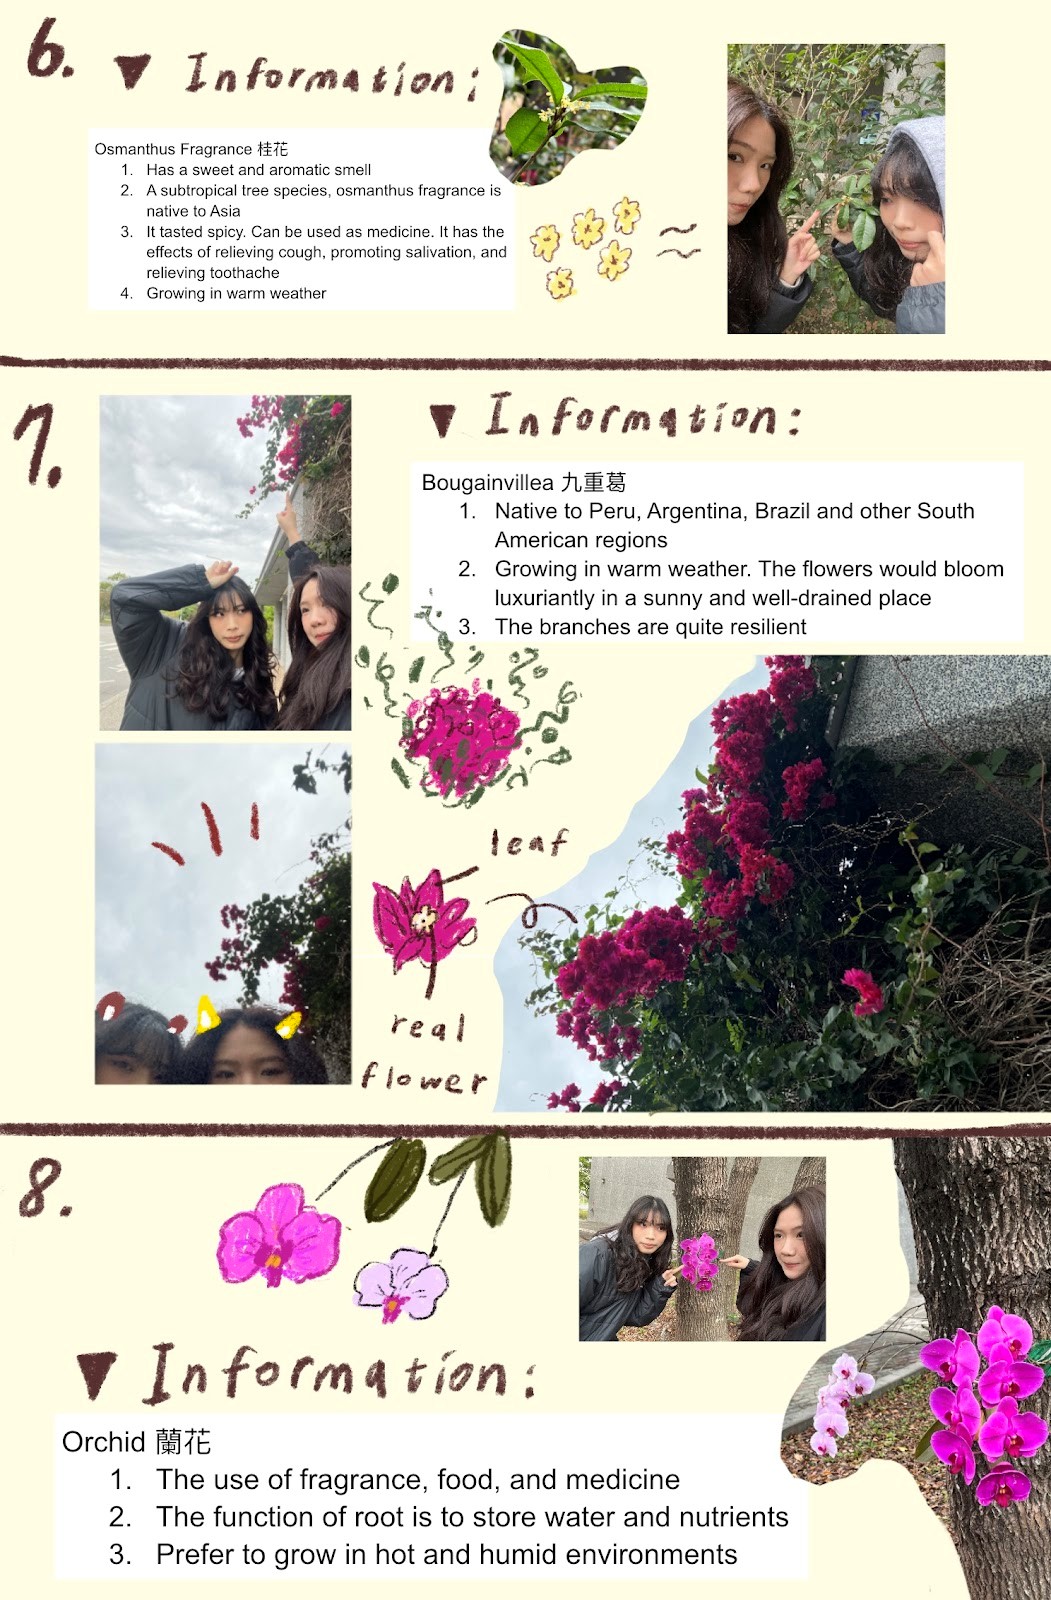 6.
▼ Information:
Osmanthus Fragrance 桂花
1. Has a sweet and aromatic smell
2. A subtropical tree species, osmanthus fragrance is
native to Asia
3. It tasted spicy. Can be used as medicine. It has the
effects of relieving cough, promoting salivation, and
relieving toothache
4. Growing in warm weather
7.
▼ Information:
Bougainvillea 九重葛
1. Native to Peru, Argentina, Brazil and other South
American regions
2. Growing in warm weather. The flowers would bloom
luxuriantly in a sunny and well-drained place
3. The branches are quite resilient
leaf
real
flower
8.
▼ Information:
Orchid 蘭花
1. The use of fragrance, food, and medicine
2. The function of root is to store water and nutrients
3. Prefer to grow in hot and humid environments